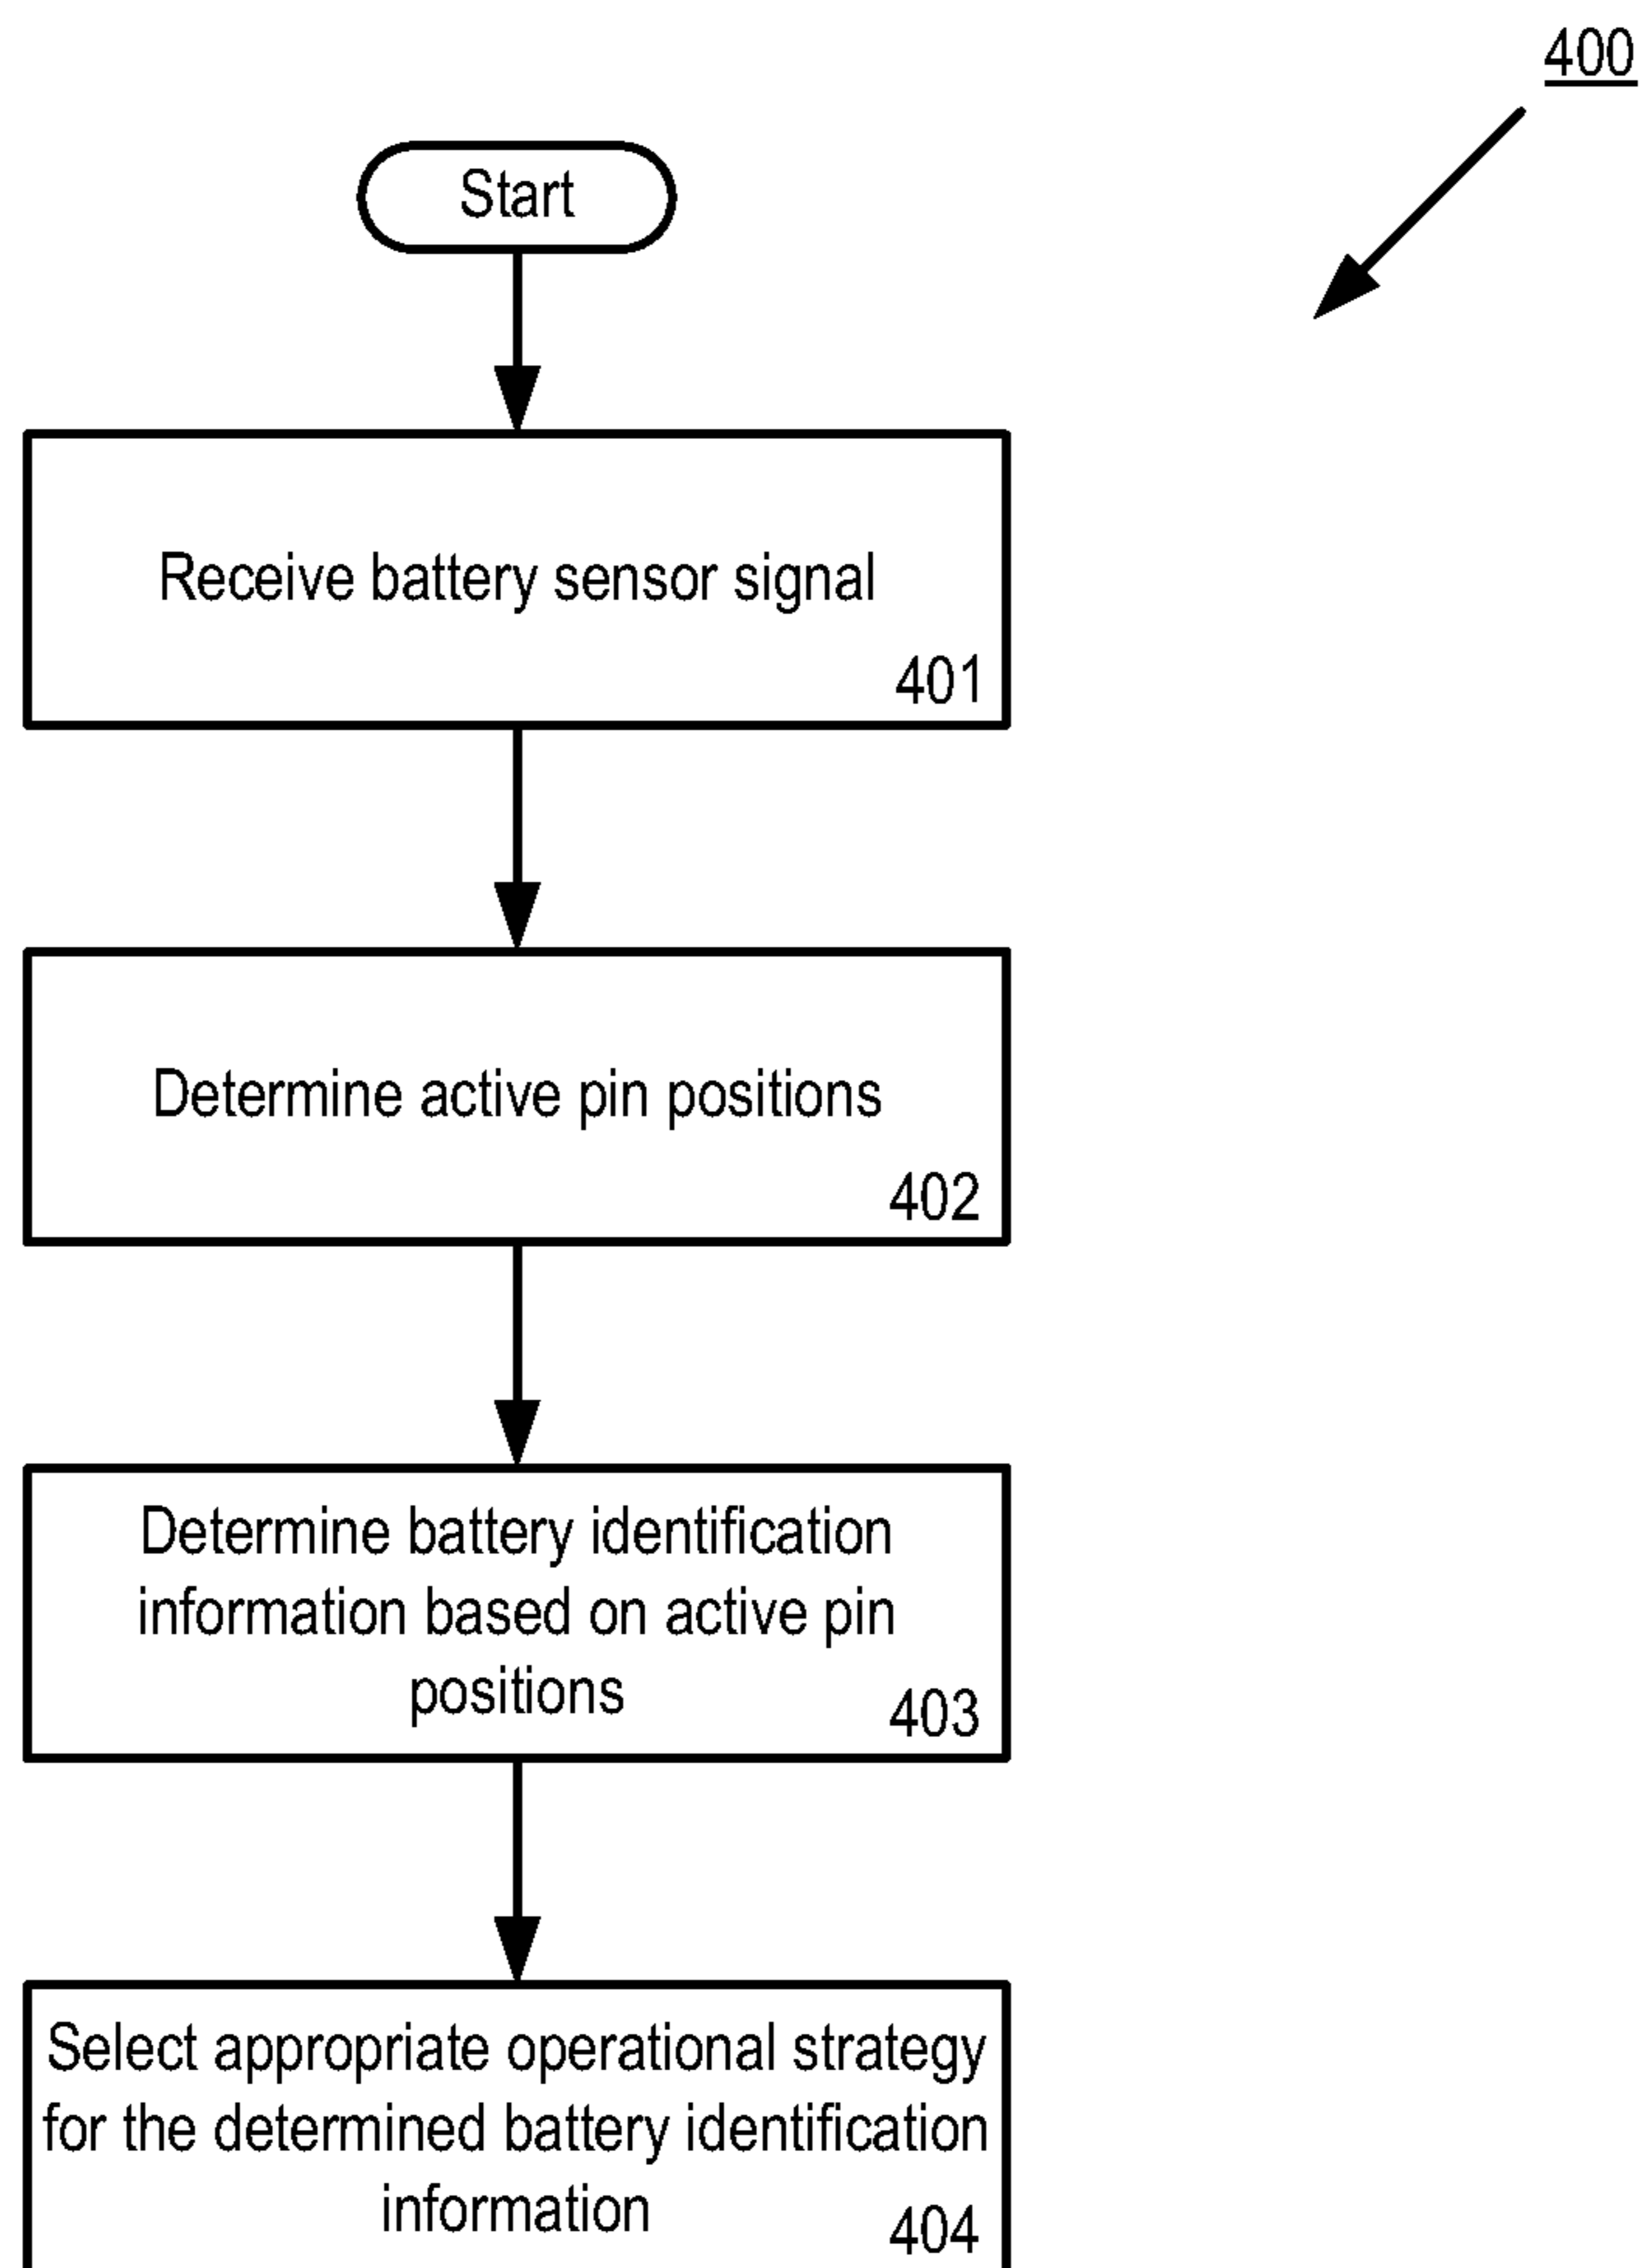 400
Start
Receive battery sensor signal
401
Determine active pin positions
402
Determine battery identification
information based on active pin
positions
403
Select appropriate operational strategy
for the determined battery identification
information
404